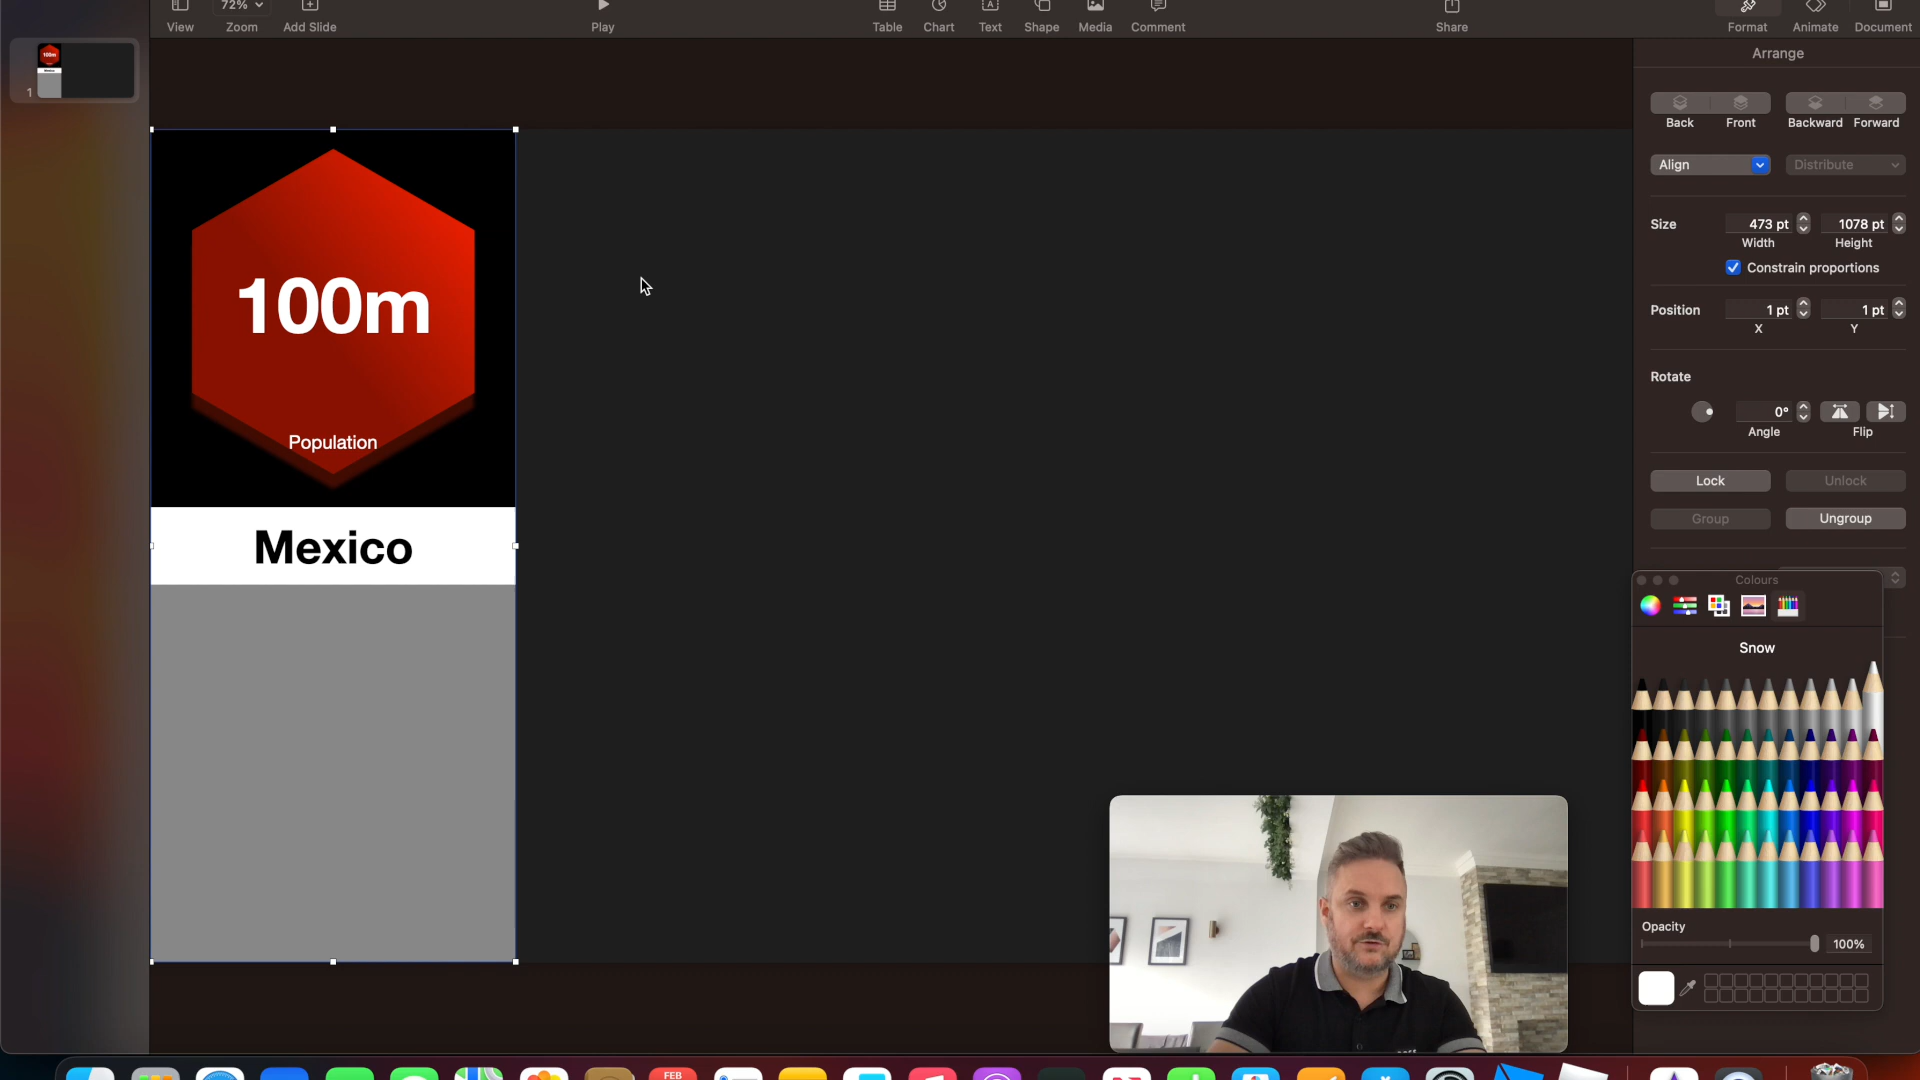 72%
View
Zoom
Add Slide
Play
Table
Chart
Text
Shape
Media
Comment
Share
Format
Animate
Document
Arrange
1
Back
Front
Backward
Forward
Align
Distribute
Size
473 pt
1078 pt
Width
Height
Constrain proportions
Position
1 pt
1 pt
X
Y
Rotate
0°
Angle
Flip
Lock
Unlock
Group
Ungroup
100m
Population
Mexico
Colours
Snow
Opacity
100%
FEB